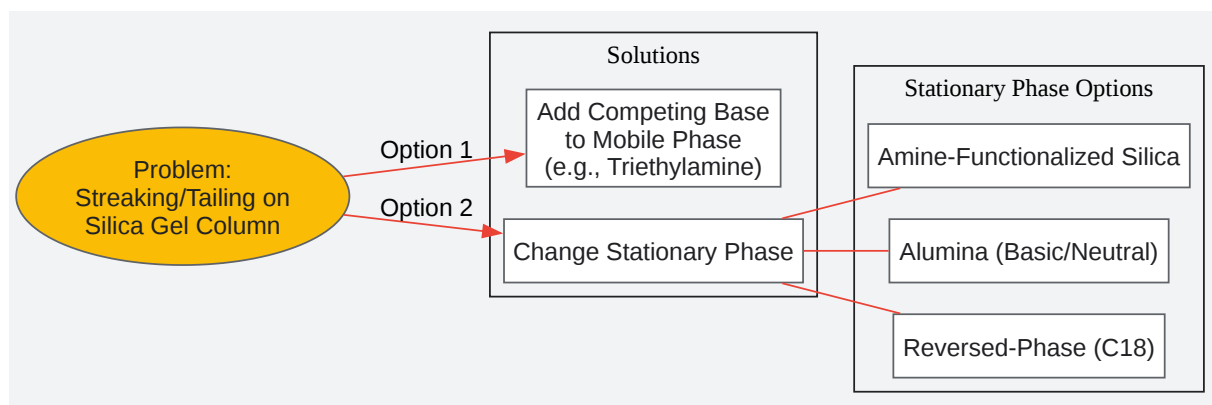 Problem:
Streaking/Tailing on
Silica Gel Column
Option 1
Option 2
Solutions
Add Competing Base
to Mobile Phase
(e.g., Triethylamine)
Change Stationary Phase
Stationary Phase Options
Amine-Functionalized Silica
Alumina (Basic/Neutral)
Reversed-Phase (C18)